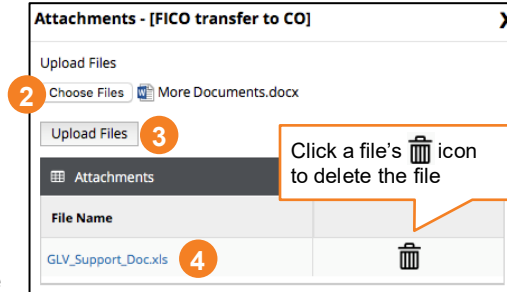 Attachments - [FICO transfer to CO] X
Upload Files
2 Choose Files More Documents.docx
Upload Files 3
Click a file's icon
to delete the file
Attachments
File Name
GLV_Support_Doc.xls 4